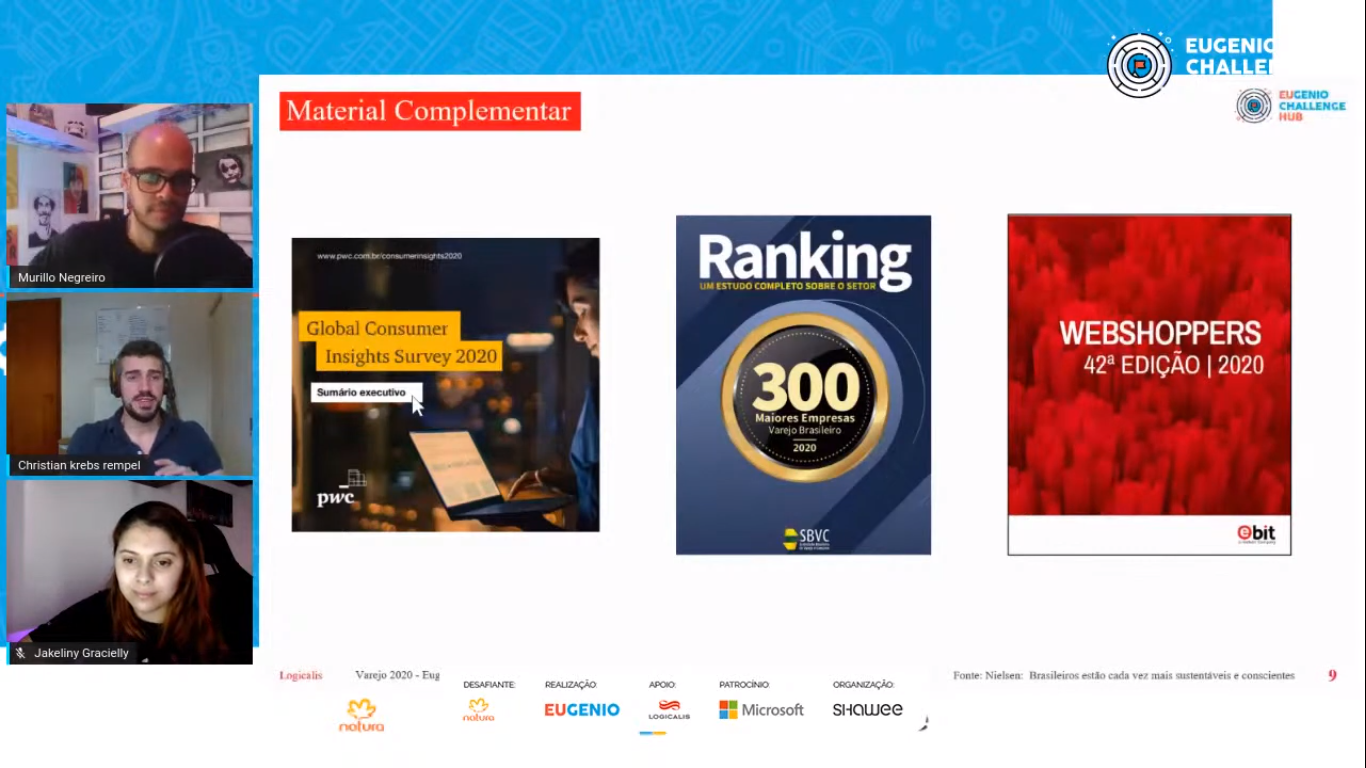 EUGENIO
CHALLE
EUGENIO
CHALLENGE
HUB
Material Complementar
Murillo Negreiro
Christian krebs rempel
Jakeliny Gracielly
www.pwc.com.br/consumerinsights2020
Global Consumer
Insights Survey 2020
Sumário executivo
pwc
Ranking
UM ESTUDO COMPLETO SOBRE O SETOR
300
Maiores Empresas
Varejo Brasileiro
2020
SBVC
WEBSHOPPERS
42ª EDIÇÃO | 2020
ebit
Logicalis
Varejo 2020 - Eug
Fonte: Nielsen: Brasileiros estão cada vez mais sustentáveis e conscientes
9
natura
DESAFIANTE:
natura
REALIZAÇÃO:
EUGENIO
APOIO:
LOGICALIS
PATROCÍNIO:
Microsoft
ORGANIZAÇÃO:
SHAWEE